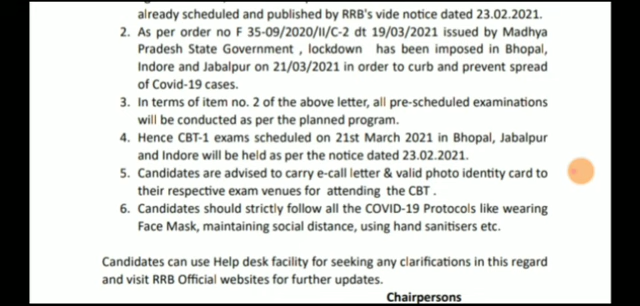 already scheduled and published by RRB's vide notice dated 23.02.2021.
2. As per order no F 35-09/2020/II/C-2 dt 19/03/2021 issued by Madhya
Pradesh State Government , lockdown has been imposed in Bhopal,
Indore and Jabalpur on 21/03/2021 in order to curb and prevent spread
of Covid-19 cases.
3. In terms of item no. 2 of the above letter, all pre-scheduled examinations
will be conducted as per the planned program.
4. Hence CBT-1 exams scheduled on 21st March 2021 in Bhopal, Jabalpur
and Indore will be held as per the notice dated 23.02.2021.
5. Candidates are advised to carry e-call letter & valid photo identity card to
their respective exam venues for attending the CBT .
6. Candidates should strictly follow all the COVID-19 Protocols like wearing
Face Mask, maintaining social distance, using hand sanitisers etc.
Candidates can use Help desk facility for seeking any clarifications in this regard
and visit RRB Official websites for further updates.
Chairpersons